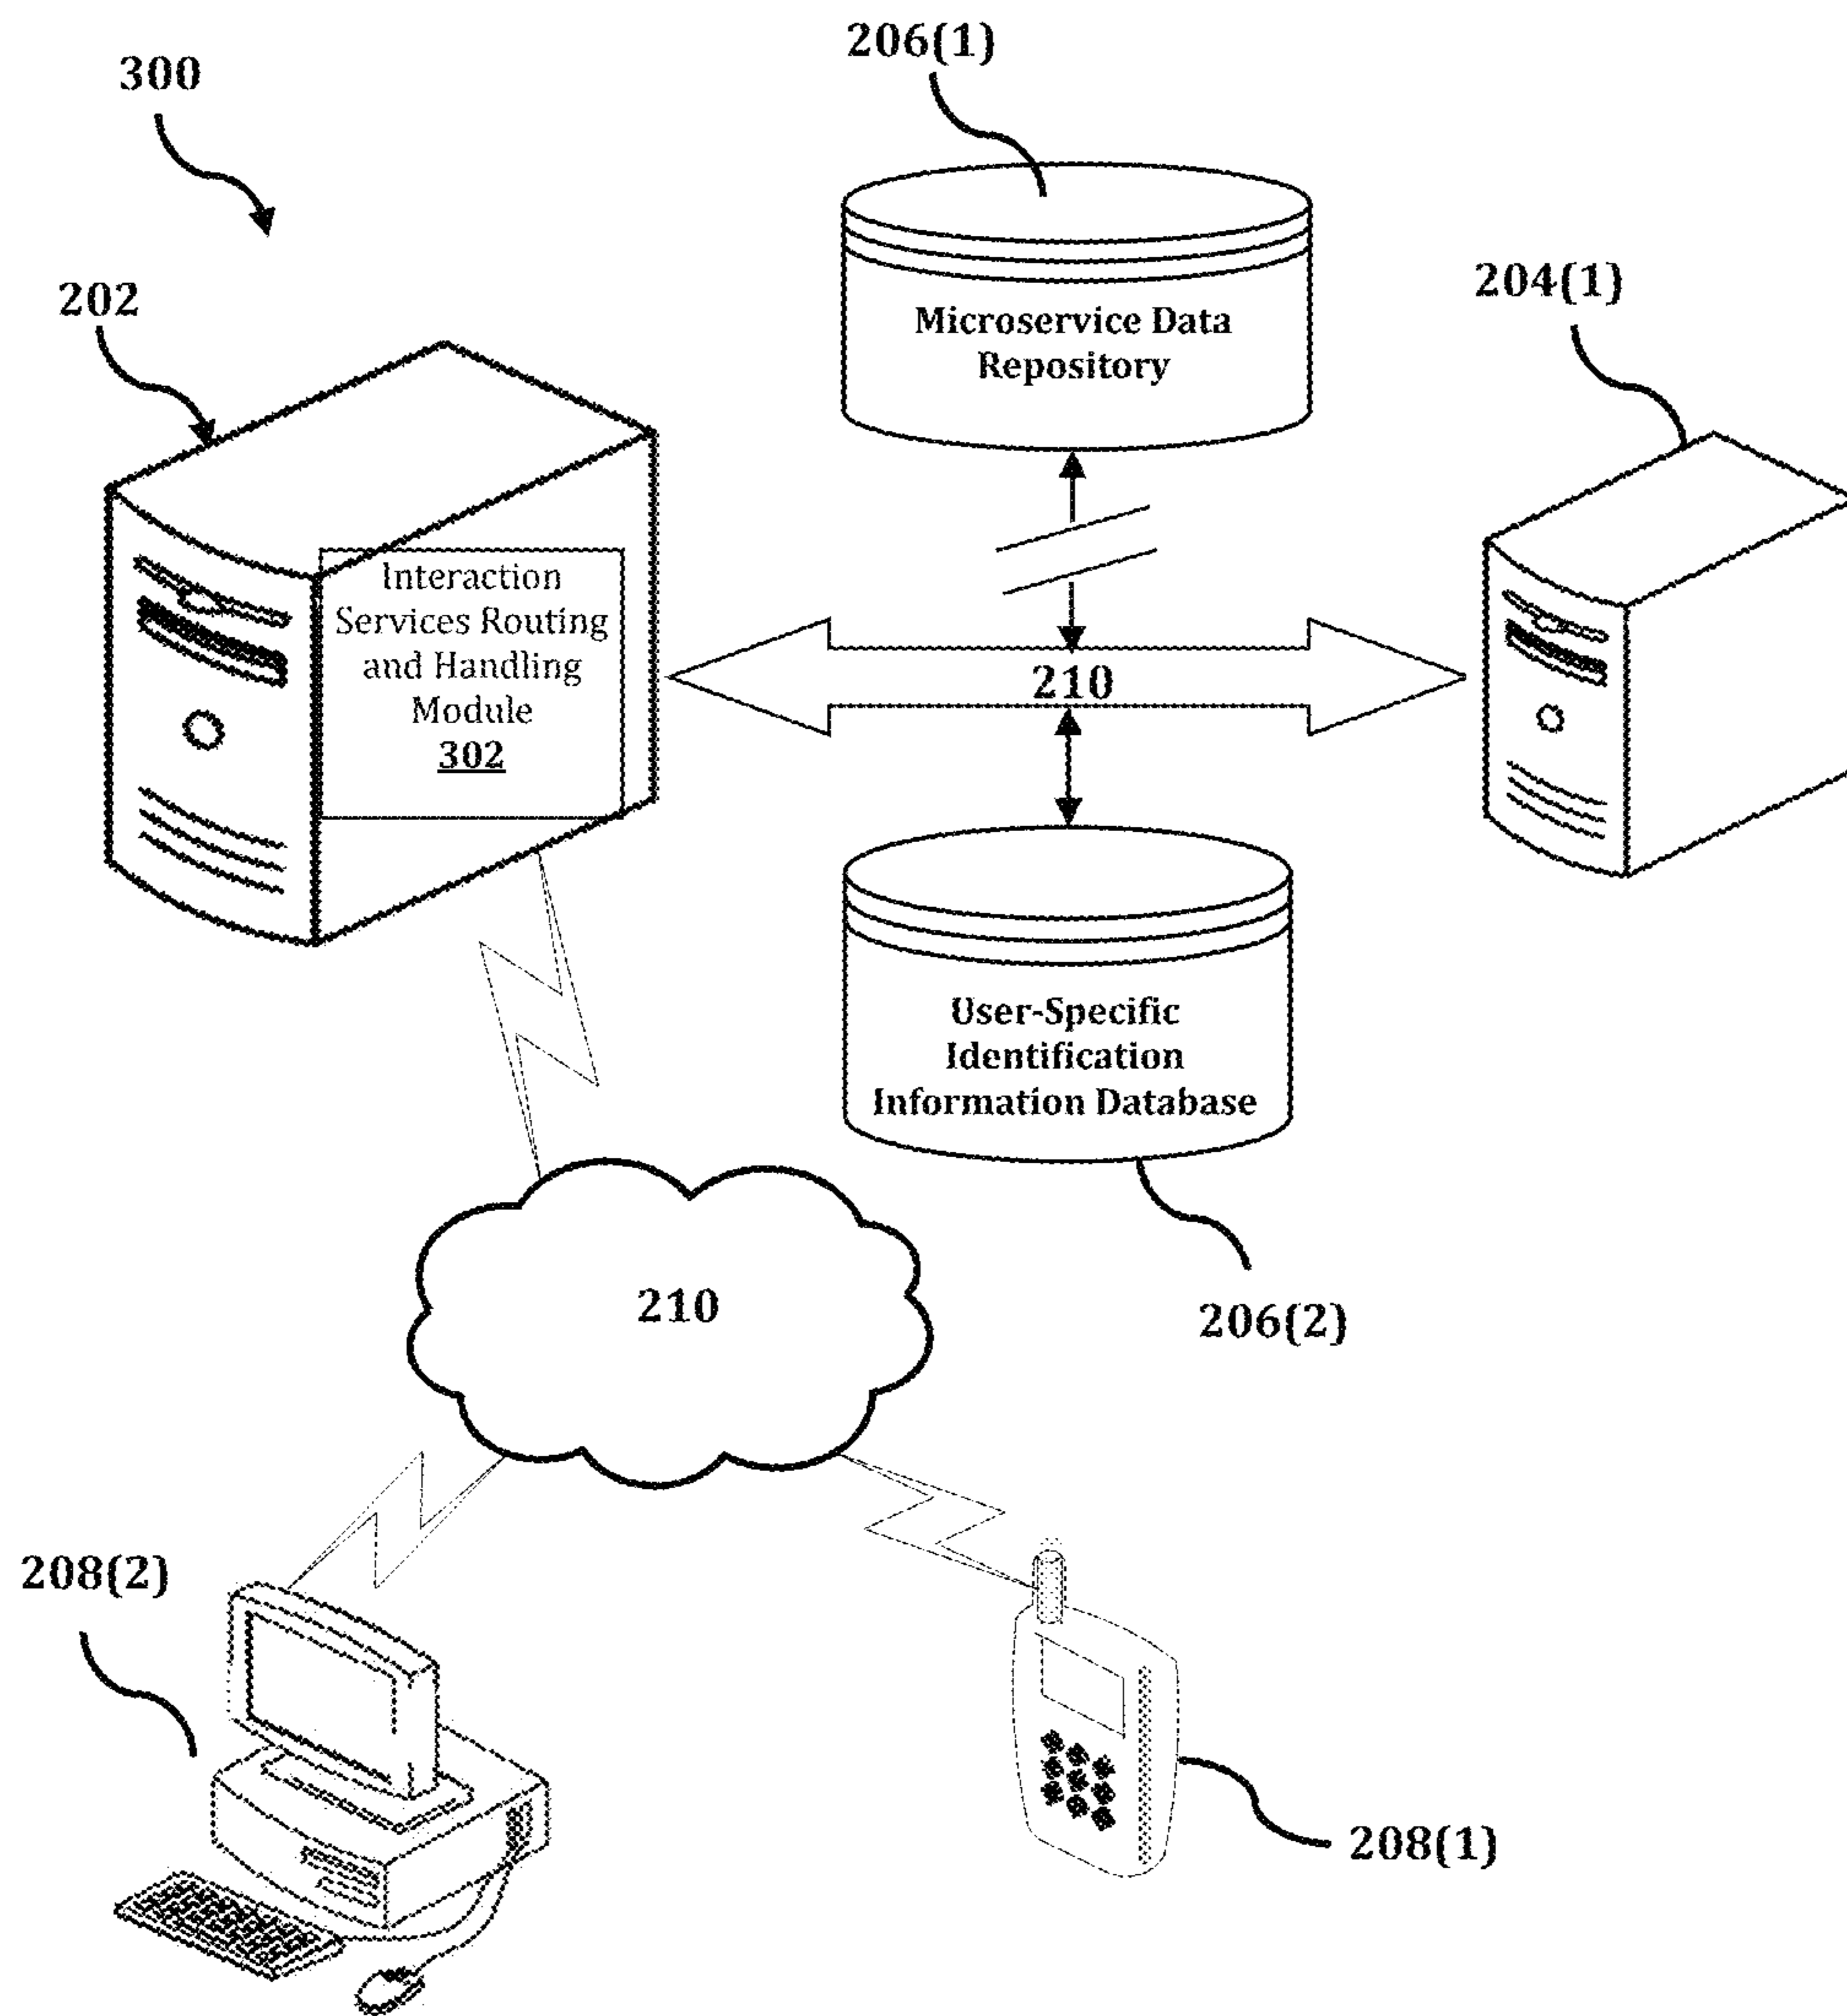 206(1)
300
202
204(1)
Microservice Data
Repository
Interaction
Services Routing
and Handling
Module
302
210
User-Specific
Identification
Information Database
210
206(2)
208(2)
208(1)